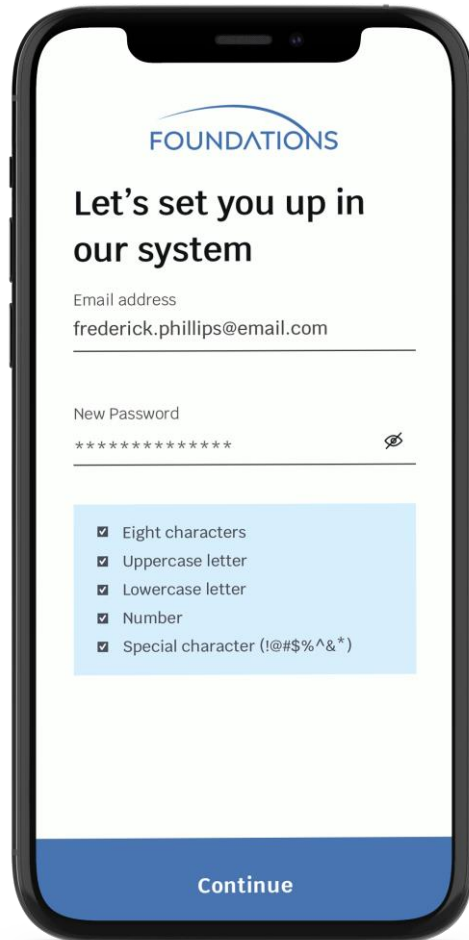 FOUNDATIONS
Let's set you up in
our system
Email address
frederick.phillips@email.com
New Password
**************
Eight characters
Uppercase letter
Lowercase letter
Number
Special character (!@#$%^&*)
Continue